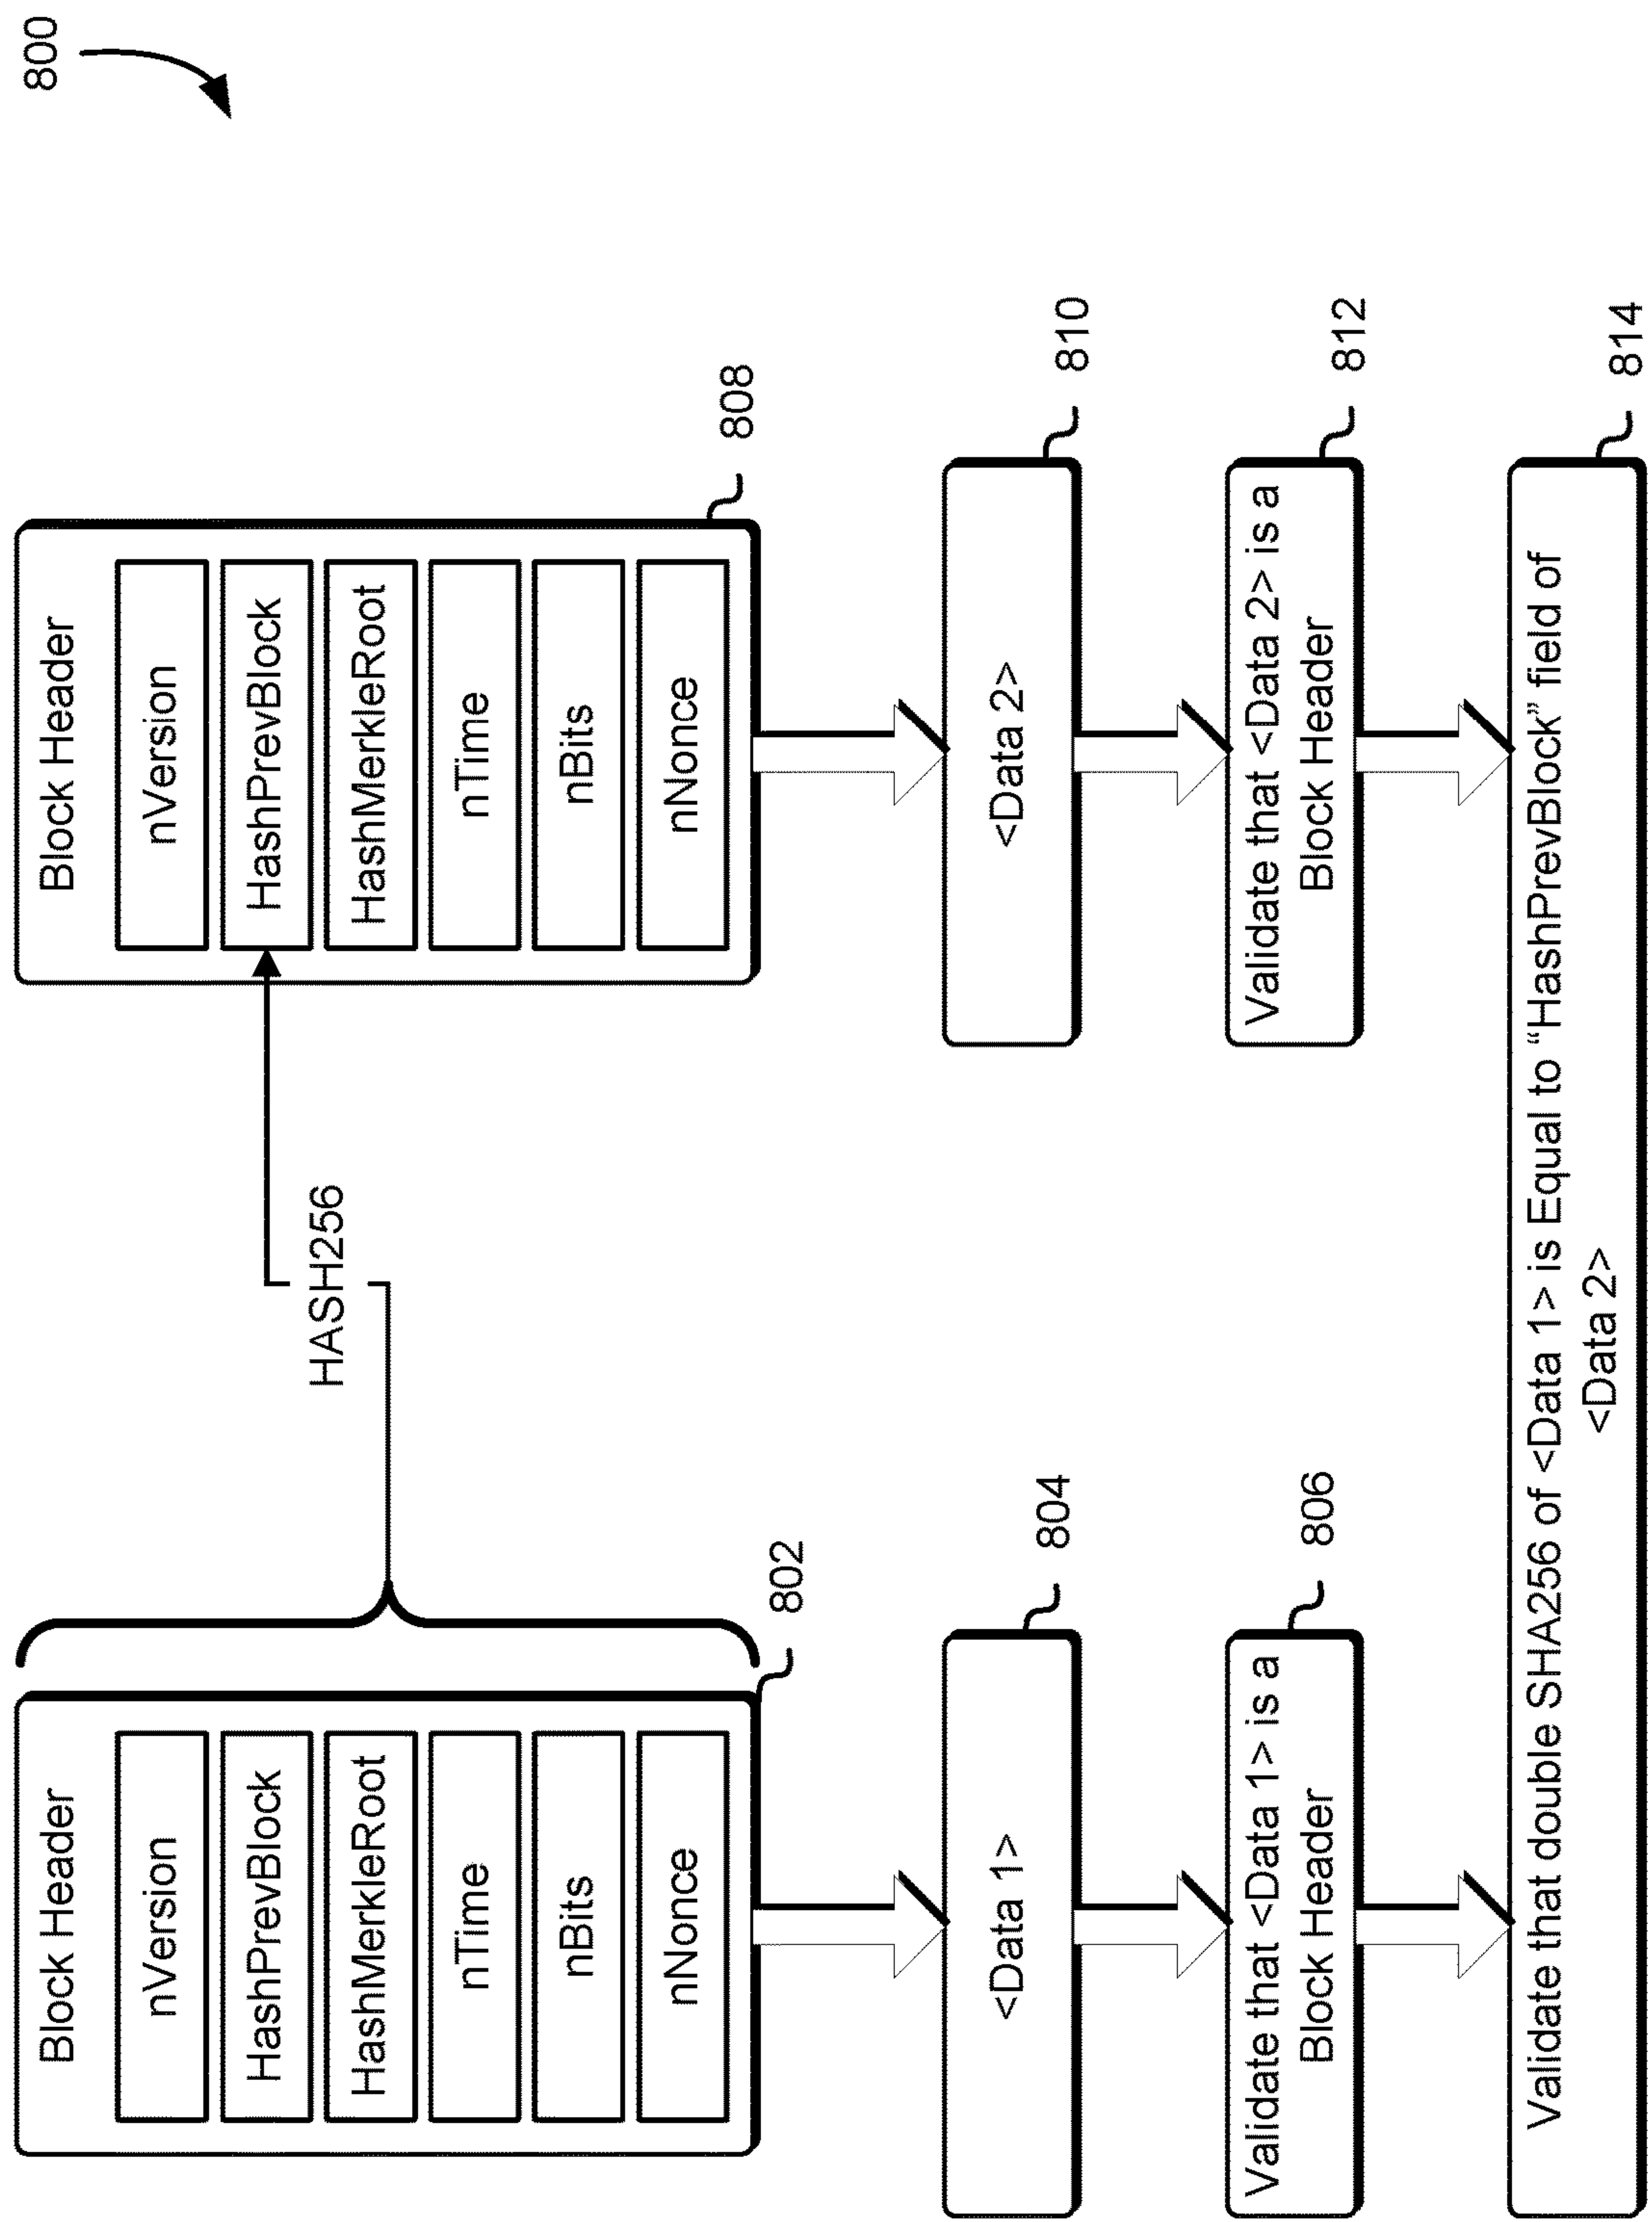 800
Block Header
nVersion
HashPrevBlock
HashMerkleRoot
nTime
nBits
nNonce
802
HASH256
Block Header
nVersion
HashPrevBlock
HashMerkleRoot
nTime
nBits
nNonce
808
<Data 1>
804
<Data 2>
810
Validate that <Data 1> is a
Block Header
806
Validate that <Data 2> is a
Block Header
812
Validate that double SHA256 of <Data 1> is Equal to “HashPrevBlock” field of
<Data 2>
814